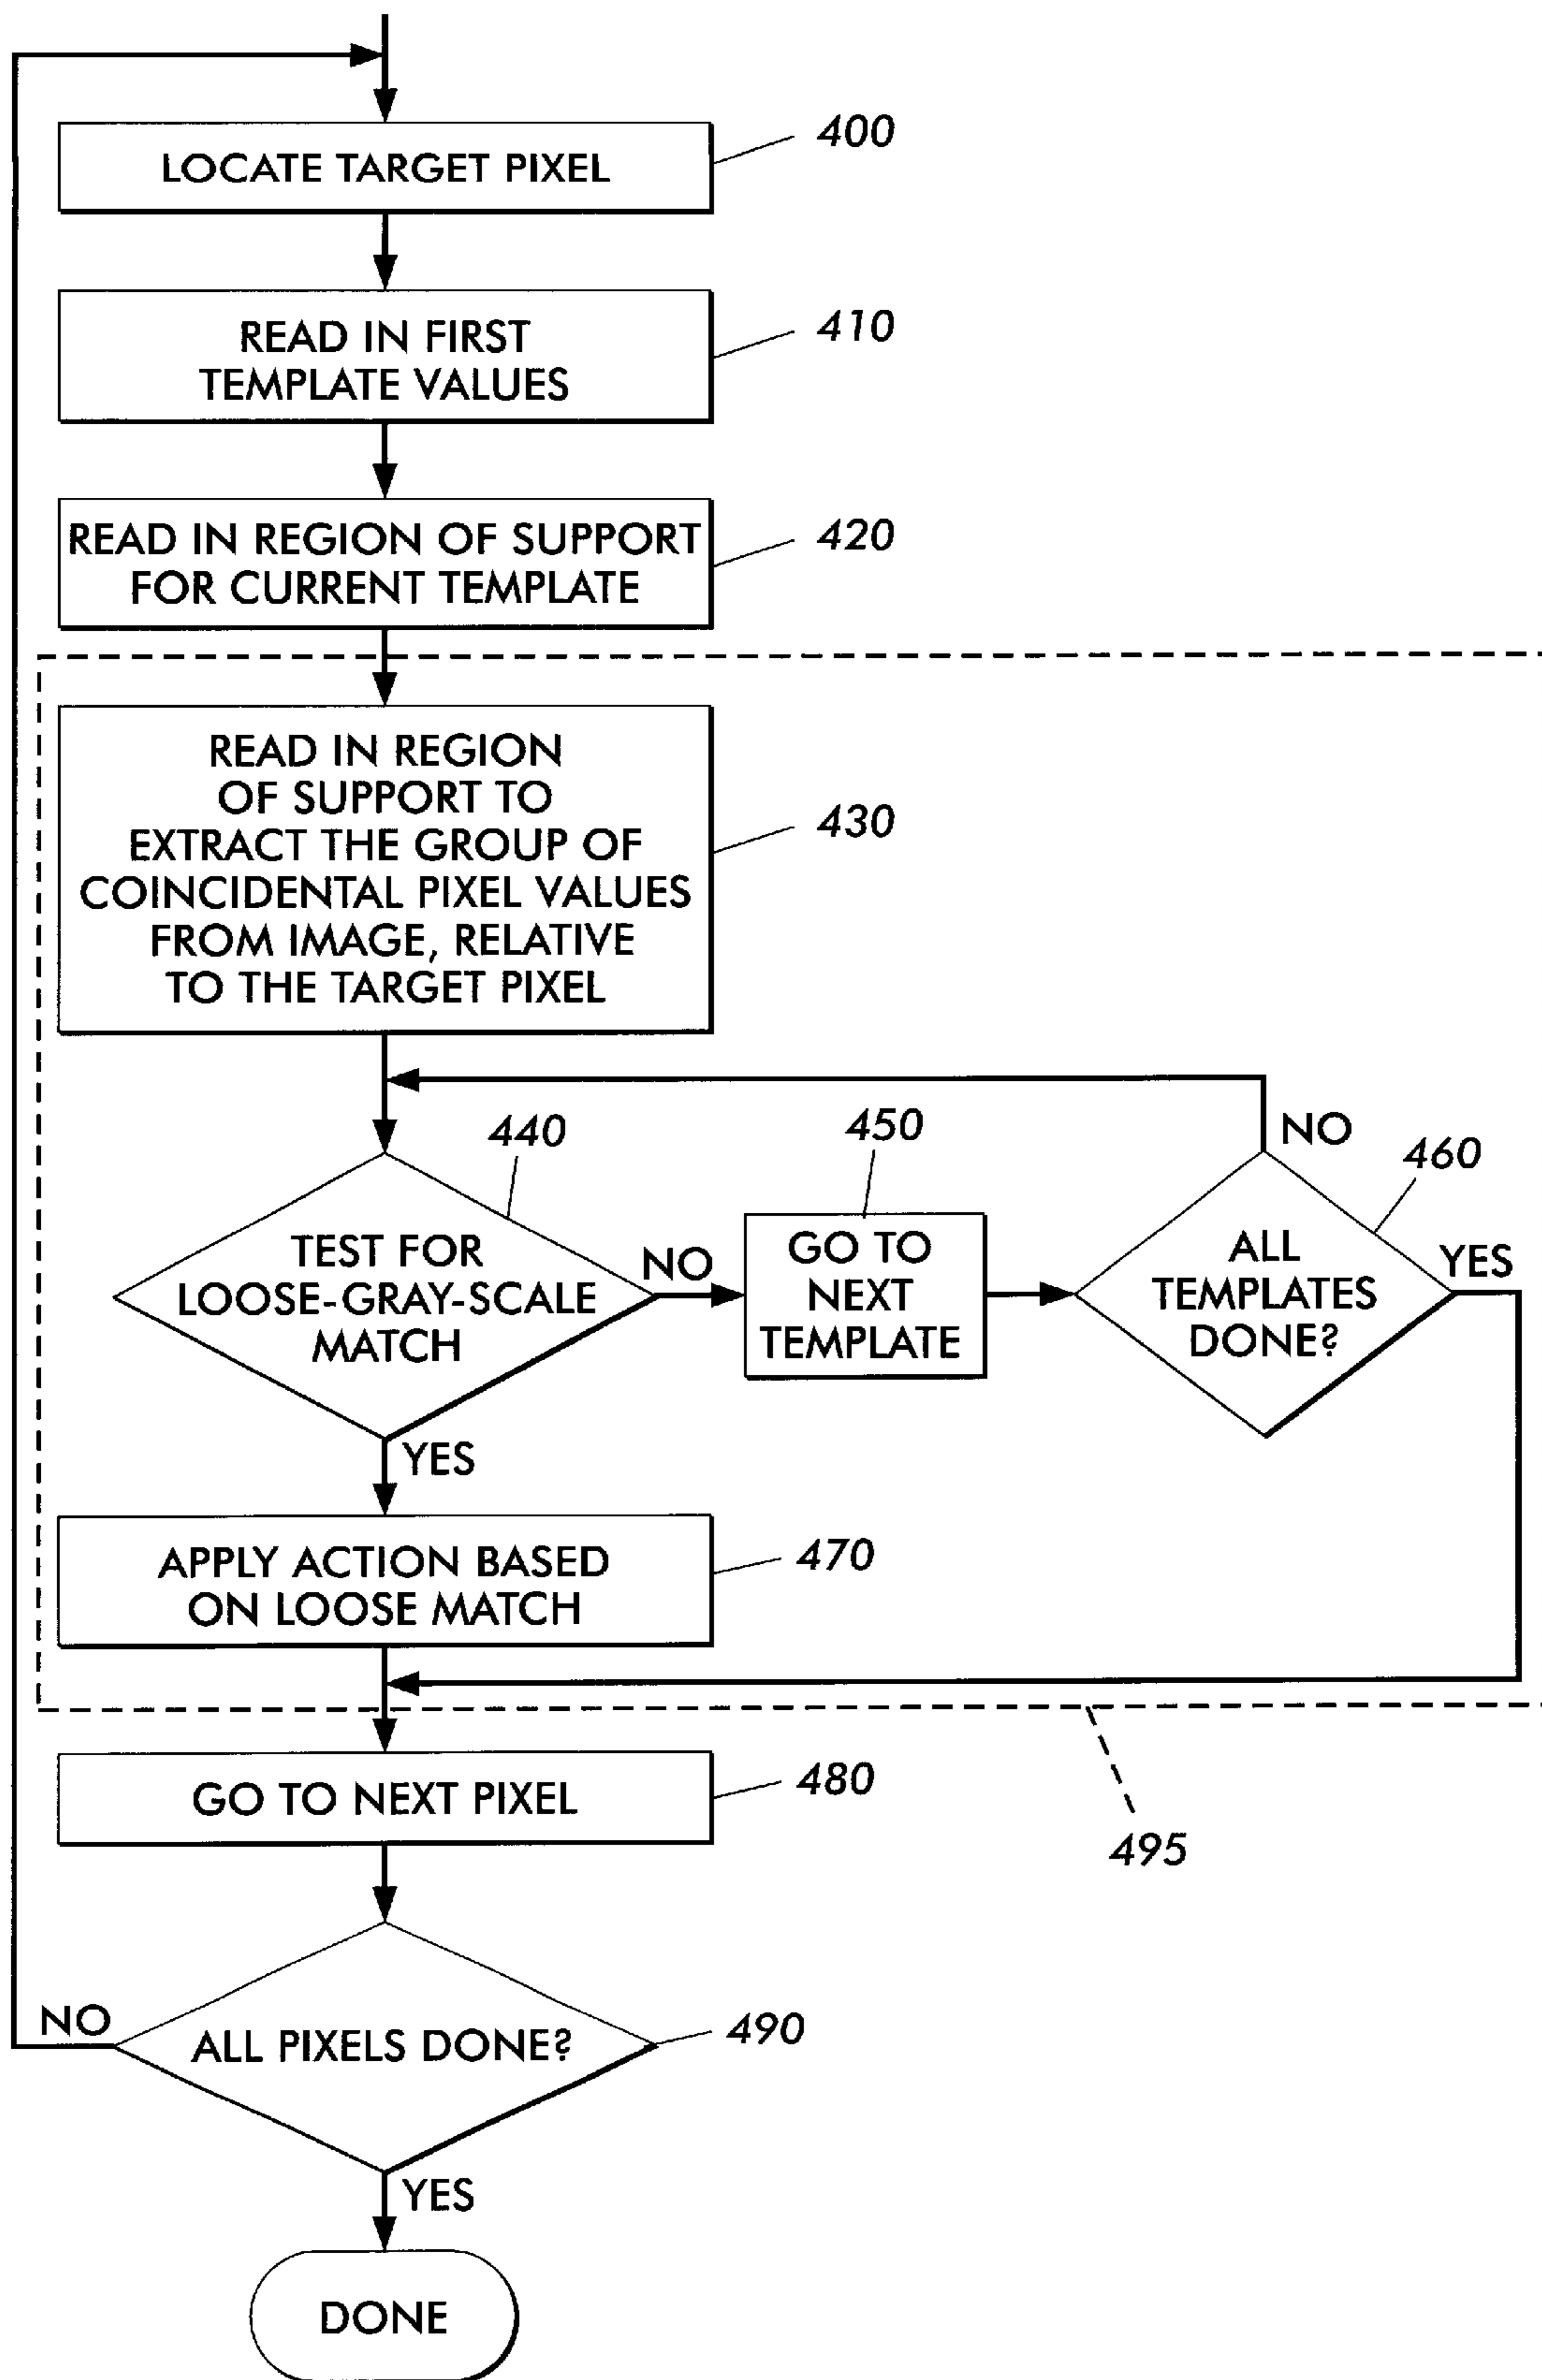 LOCATE TARGET PIXEL
400
READ IN FIRST
TEMPLATE VALUES
410
READ IN REGION OF SUPPORT
FOR CURRENT TEMPLATE
420
READ IN REGION
OF SUPPORT TO
EXTRACT THE GROUP OF
COINCIDENTAL PIXEL VALUES
FROM IMAGE, RELATIVE
TO THE TARGET PIXEL
430
440
TEST FOR
LOOSE-GRAY-SCALE
MATCH
NO
YES
450
GO TO
NEXT
TEMPLATE
460
ALL
TEMPLATES
DONE?
NO
YES
APPLY ACTION BASED
ON LOOSE MATCH
470
GO TO NEXT PIXEL
480
495
ALL PIXELS DONE?
490
NO
YES
DONE